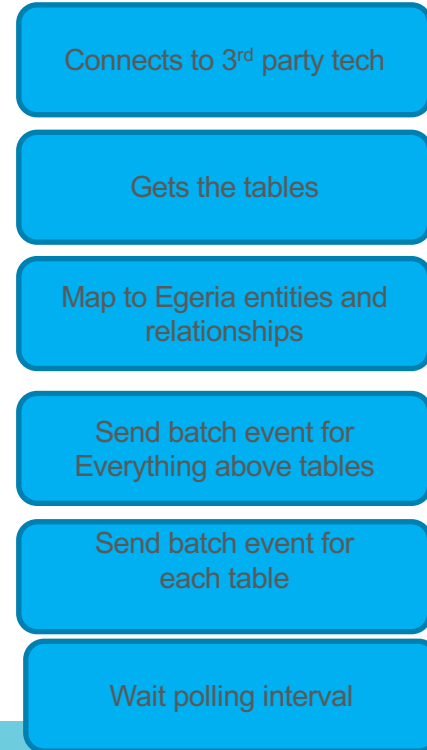 Connects to 3rd party tech
Gets the tables
Map to Egeria entities and
relationships
Send batch event for
Everything above tables
Send batch event for
each table
Wait polling interval